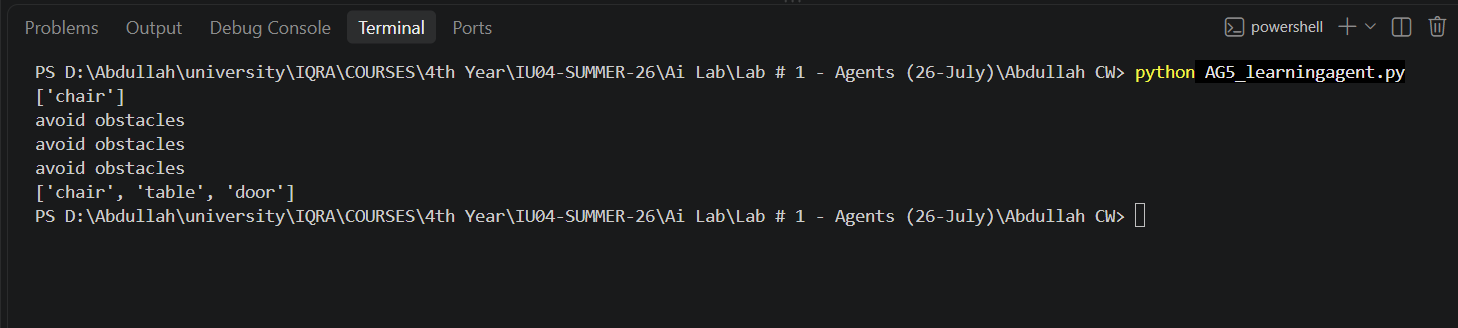 Problems Output Debug Console Terminal Ports powershell
PS D:\Abdullah\university\IQRA\COURSES\4th Year\IU04-SUMMER-26\Ai Lab\Lab # 1 - Agents (26-July)\Abdullah CW> python AG5_learningagent.py
['chair']
avoid obstacles
avoid obstacles
avoid obstacles
['chair', 'table', 'door']
PS D:\Abdullah\university\IQRA\COURSES\4th Year\IU04-SUMMER-26\Ai Lab\Lab # 1 - Agents (26-July)\Abdullah CW>